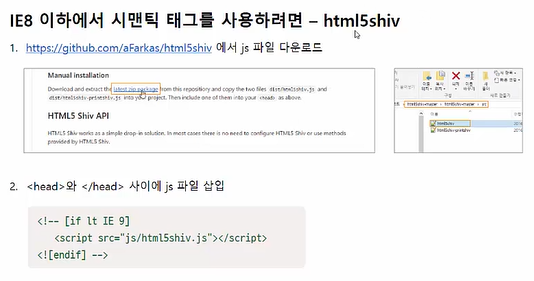 IE8 이하에서 시맨틱 태그를 사용하려면 – html5shiv
1. https://github.com/aFarkas/html5shiv 에서 js 파일 다운로드
Manual installation
Download and extract the latest zip package from this repository and copy the two files dist/html5shiv.js and
dist/html5shiv-printshiv.js into your project. Then include one of them into your <head> as above.
HTML5 Shiv API
HTML5 Shiv works as a simple drop-in solution. In most cases there is no need to configure HTML5 Shiv or use methods
provided by HTML5 Shiv.
html5shiv
html5shiv-printshiv
2. <head>와 </head> 사이에 js 파일 삽입
<!-- [if lt IE 9]
<script src="js/html5shiv.js"></script>
<![endif] -->